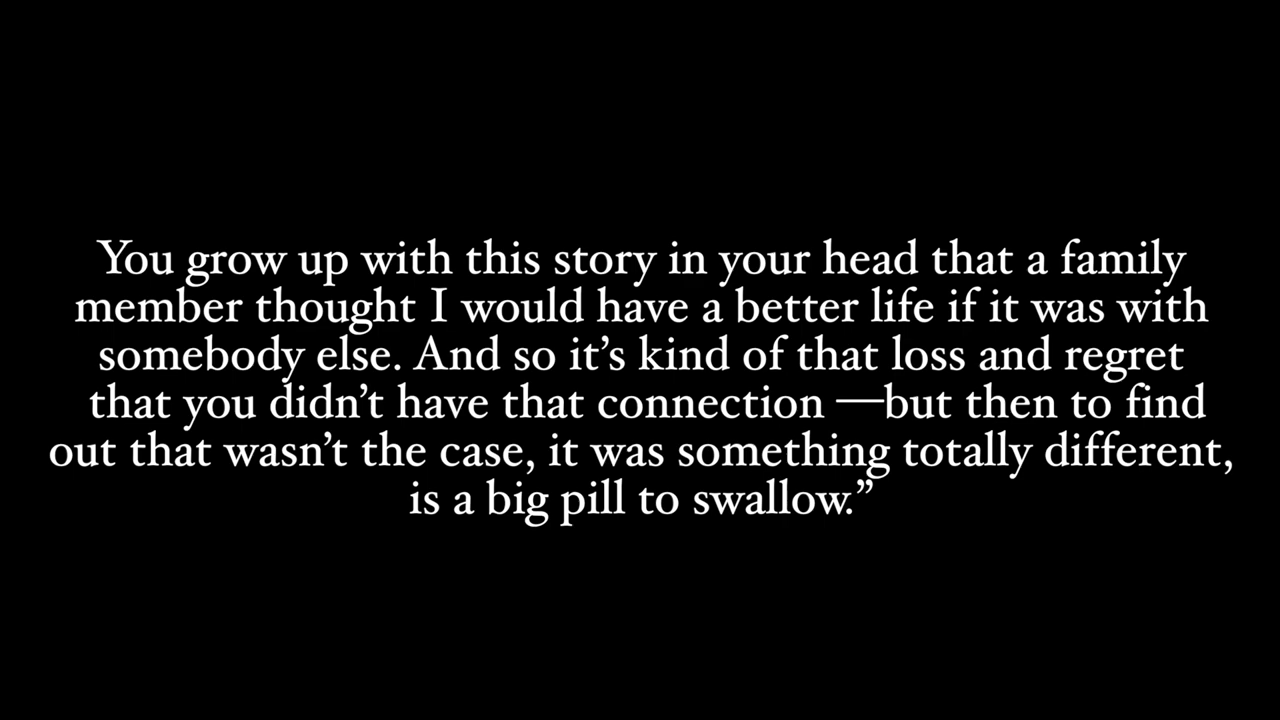 You grow up with this story in your head that a family
member thought I would have a better life if it was with
somebody else. And so it’s kind of that loss and regret
that you didn’t have that connection —but then to find
out that wasn’t the case, it was something totally different,
is a big pill to swallow.”